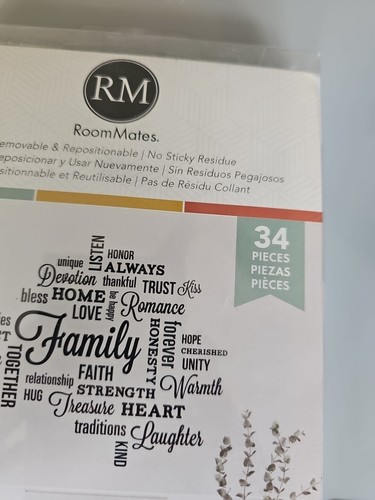 RM
RoomMates.
emovable & Repositionable | No Sticky Residue
eposicionar y Usar Nuevamente | Sin Residuos Pegajosos
sitionnable et Reutilisable | Pas de Résidu Collant
34
PIECES
PIEZAS
PIÈCES
LISTEN
HONOR
unique
ALWAYS
Devotion
thankful
TRUST
Kiss
bless
HOME
be happy
Romance
LOVE
Family
HONESTY
forever
HOPE
CHERISHED
UNITY
TOGETHER
FAITH
relationship
STRENGTH
Warmth
HUG
Treasure
HEART
traditions
Laughter
KIND